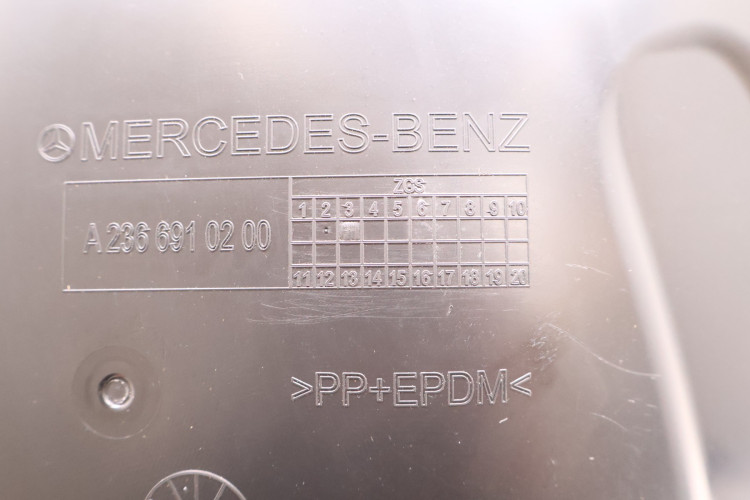 MERCEDES-BENZ
ZGS
1 2 3 4 5 6 7 8 9 10
A 236 691 02 00
11 12 13 14 15 16 17 18 19 20
>PP+EPDM<